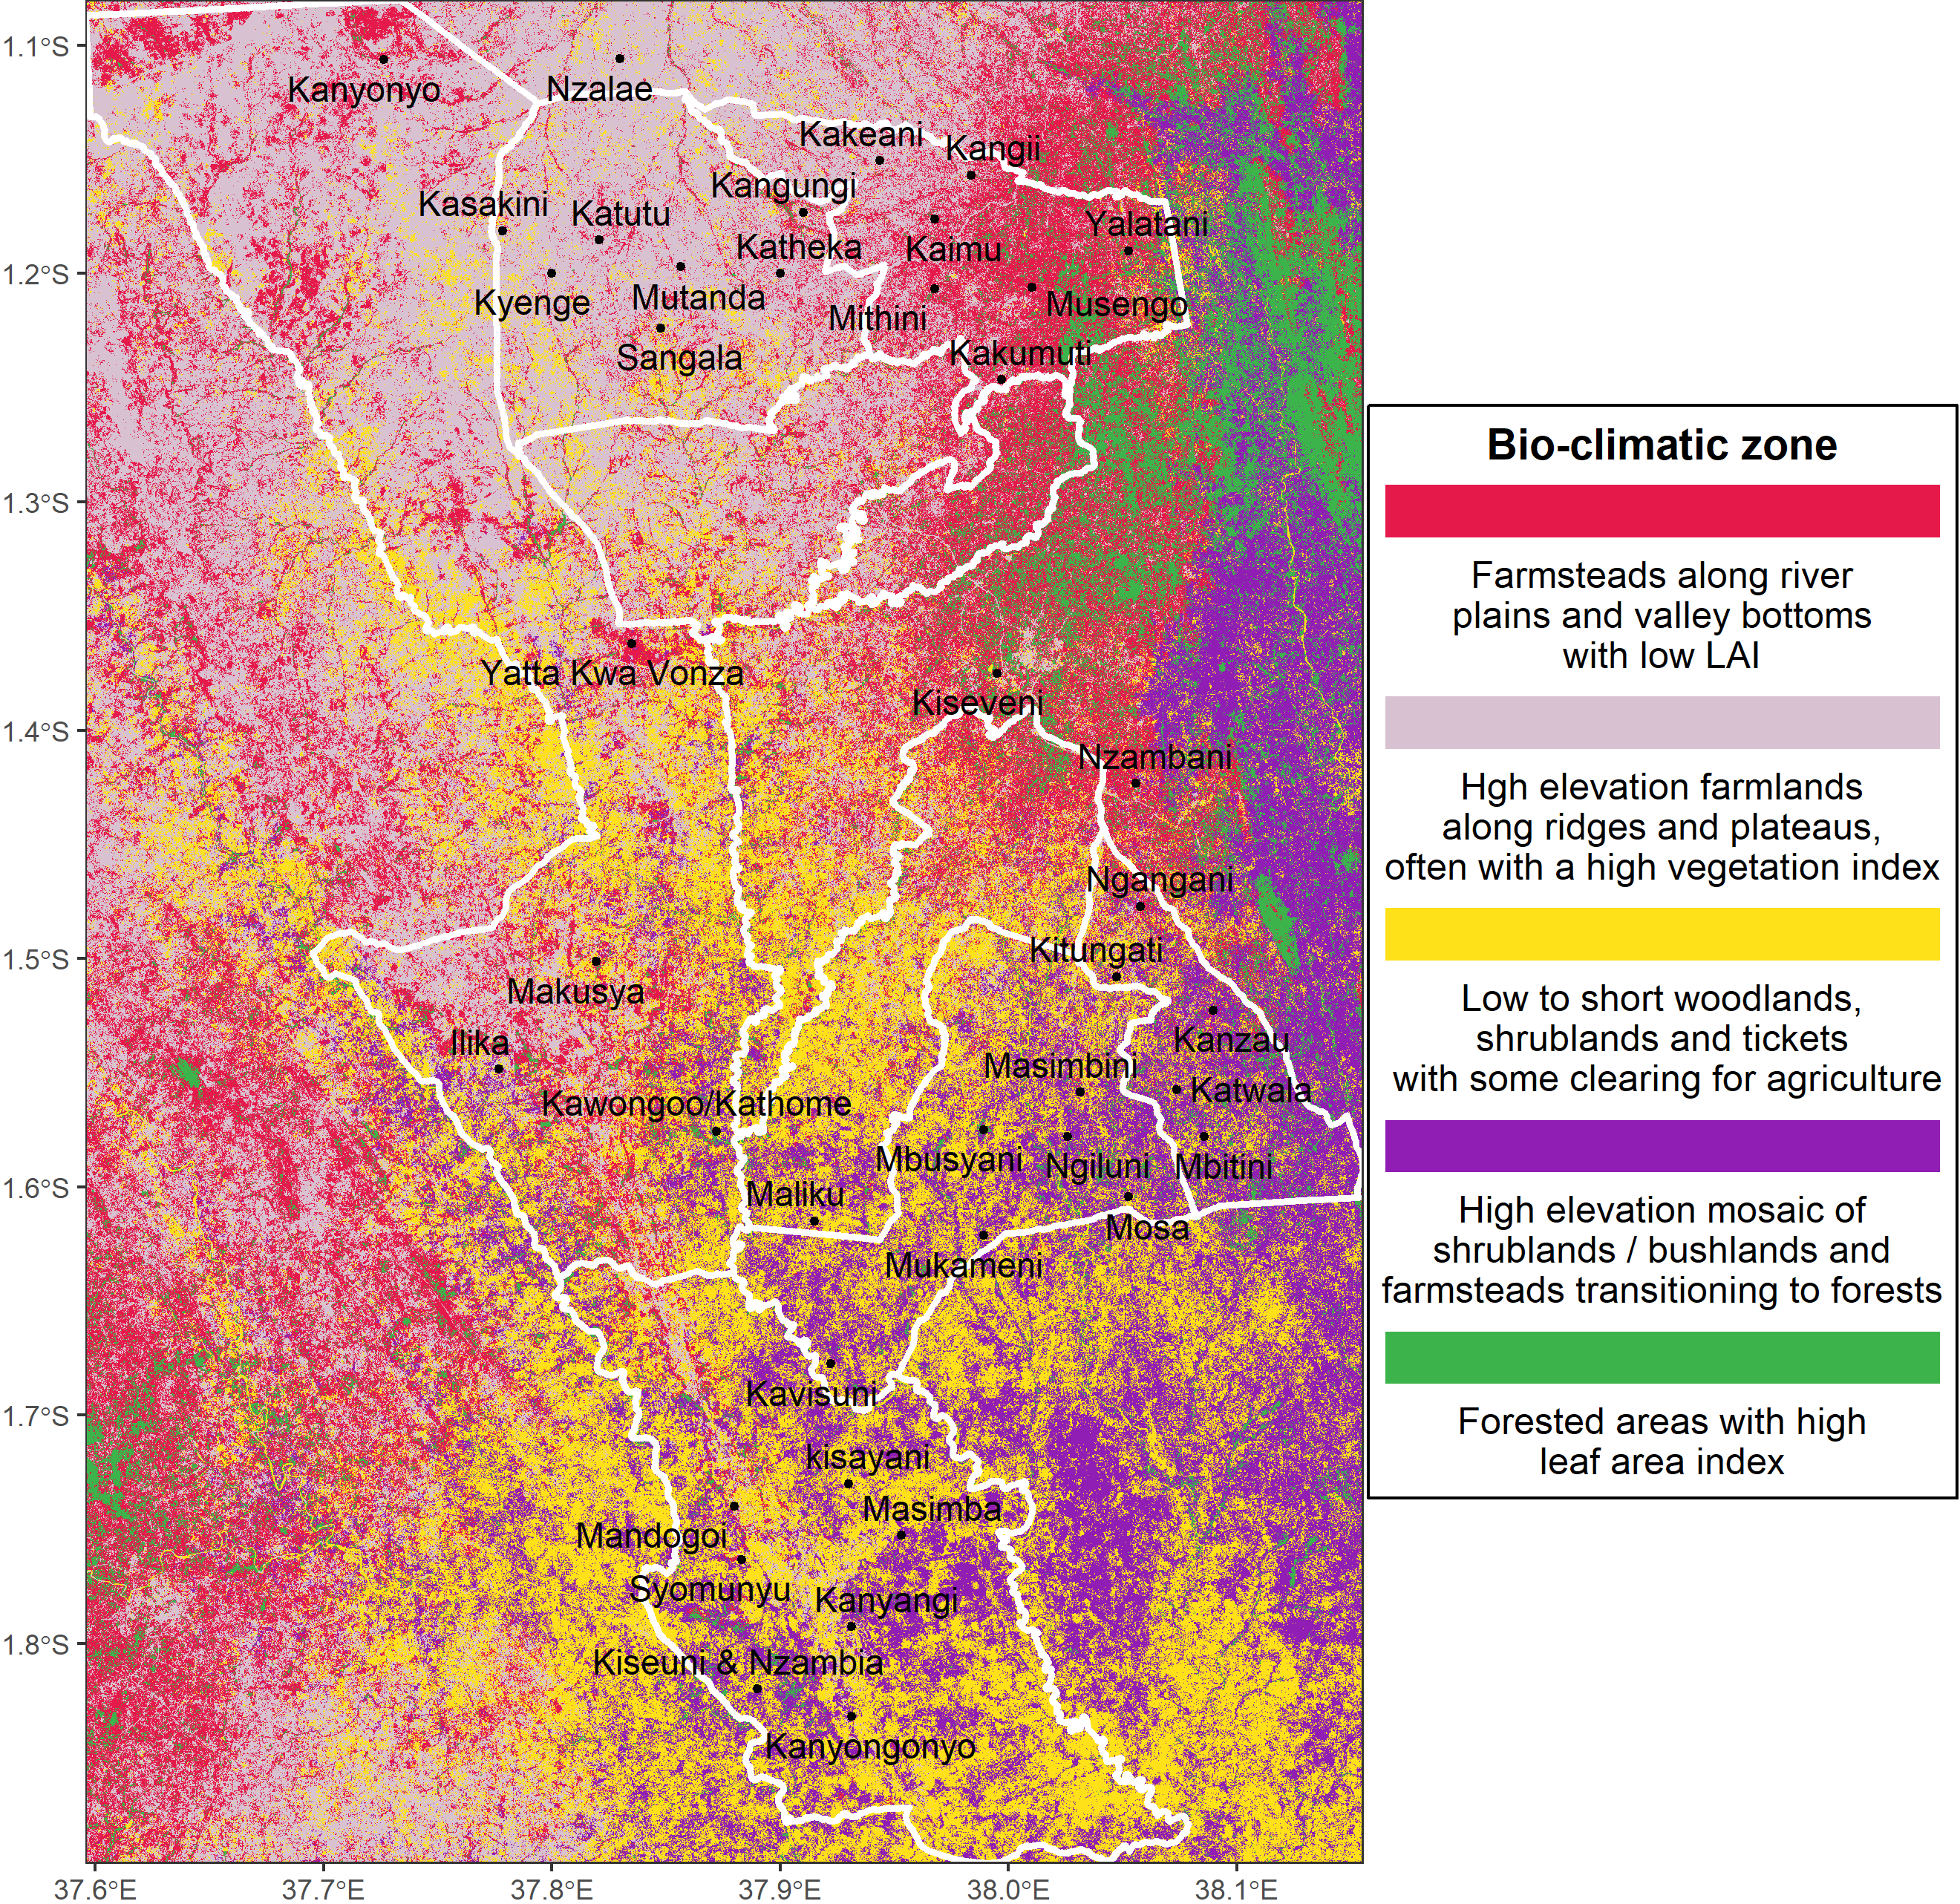 1.1°S
1.2°S
1.3°S
1.4°S
1.5°S
1.6°S
1.7°S
1.8°S
Kanyonyo
Nzalae
Kakeani
Kangii
Kangungi
Kasakini
Katutu
Yalatani
Katheka
Kaimu
Kyenge
Mutanda
Musengo
Mithini
Sangala
Kakumuti
Yatta Kwa Vonza
Kiseveni
Nzambani
Ngangani
Kitungati
Makusya
Ilika
Kanzau
Masimbini
Katwala
Kawongoo/Kathome
Mbusyani
Ngiluni
Mbitini
Maliku
Mosa
Mukameni
Kavisuni
kisayani
Masimba
Mandogoi
Syomunyu
Kanyangi
Kiseuni & Nzambia
Kanyongonyo
37.6°E
37.7°E
37.8°E
37.9°E
38.0°E
38.1°E
Bio-climatic zone
Farmsteads along river
plains and valley bottoms
with low LAI
Hgh elevation farmlands
along ridges and plateaus,
often with a high vegetation index
Low to short woodlands,
shrublands and tickets
with some clearing for agriculture
High elevation mosaic of
shrublands / bushlands and
farmsteads transitioning to forests
Forested areas with high
leaf area index